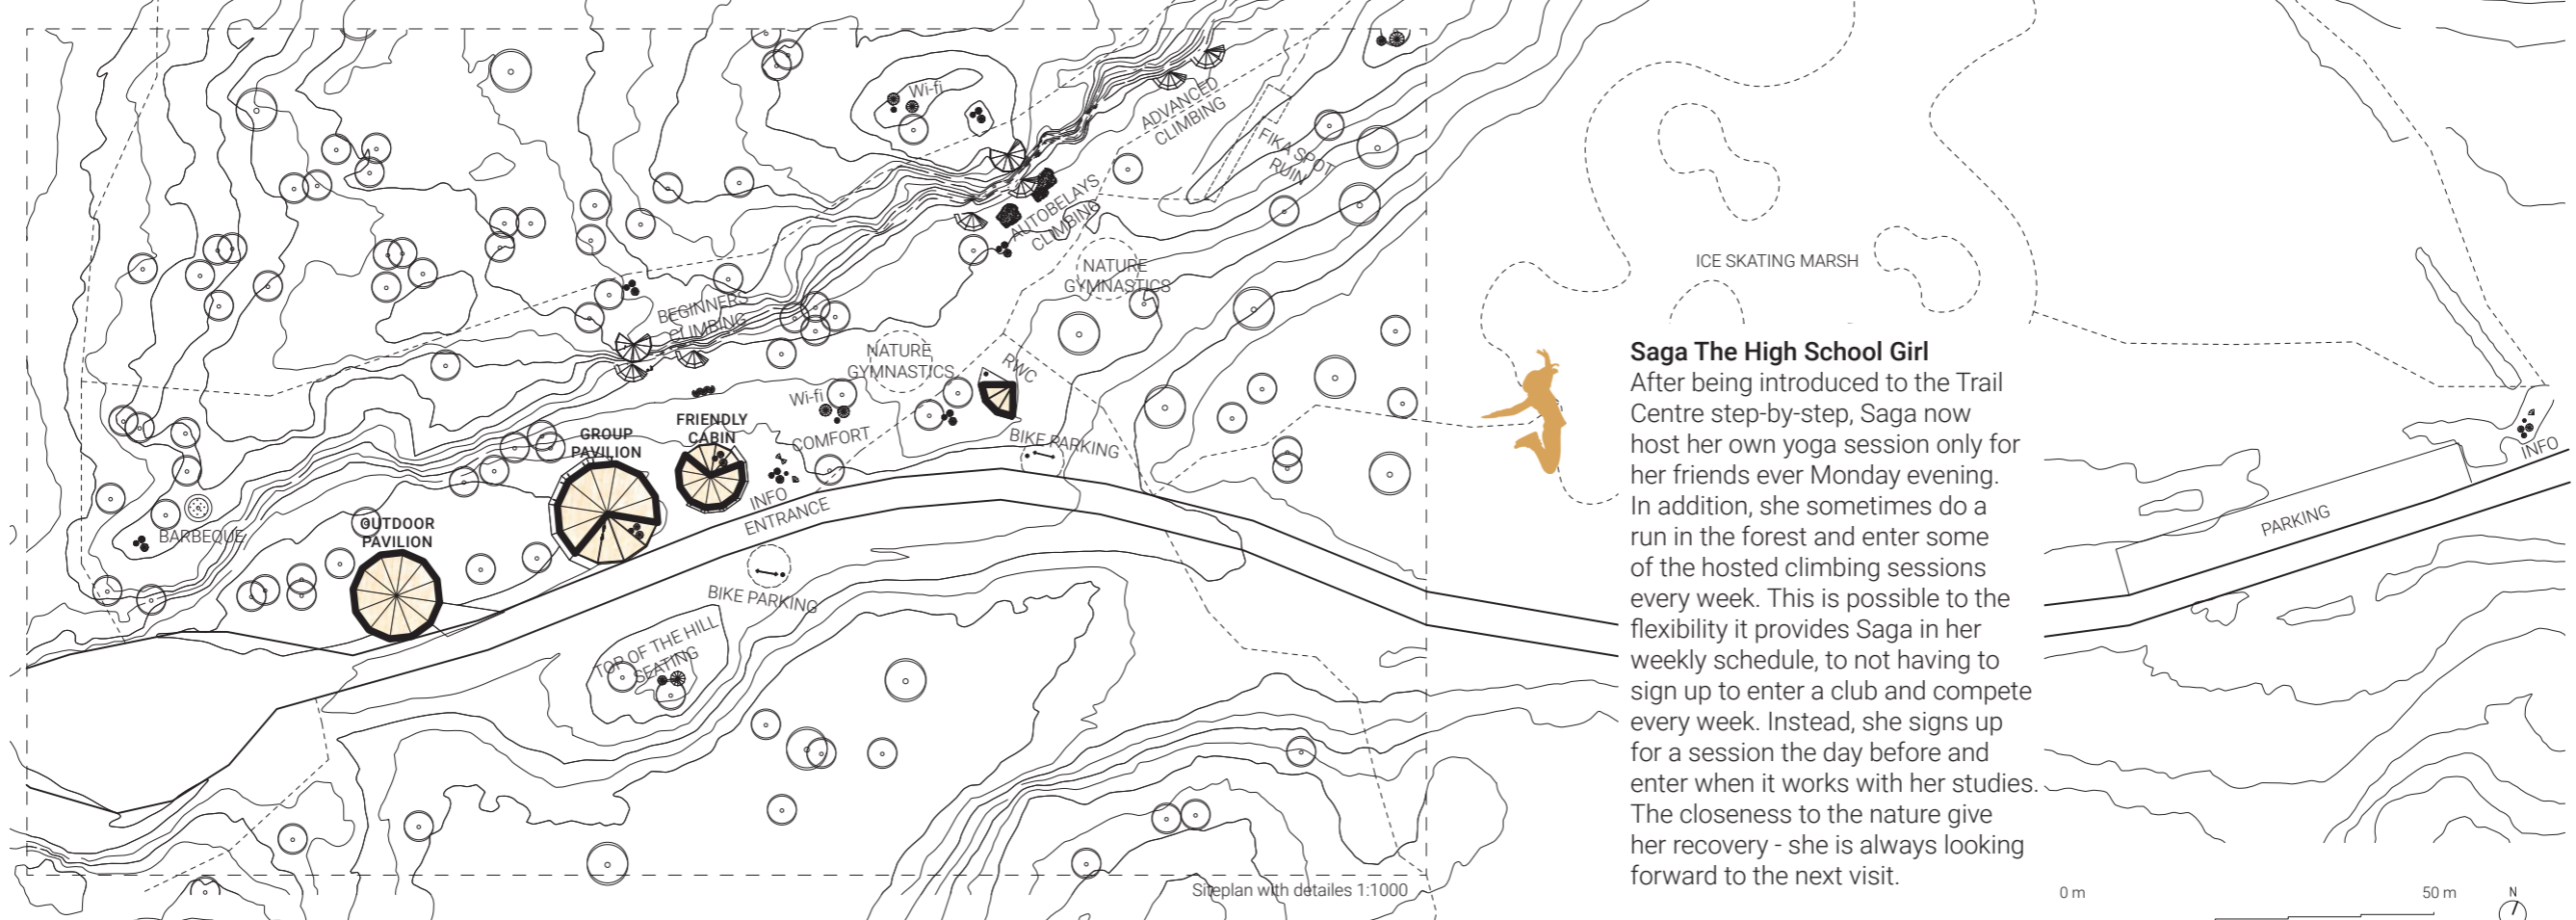 Wi-fi
ADVANCED
CLIMBING
FIKA SPOT
RUIN
AUTOBELAYS
CLIMBING
NATURE
GYMNASTICS
ICE SKATING MARSH
BEGINNERS
CLIMBING
NATURE
GYMNASTICS
RWC
Wi-fi
COMFORT
BIKE PARKING
FRIENDLY
CABIN
GROUP
PAVILION
INFO
ENTRANCE
OUTDOOR
PAVILION
BARBEQUE
BIKE PARKING
TOP OF THE HILL
SEATING
Siteplan with detailes 1:1000
Saga The High School Girl
After being introduced to the Trail
Centre step-by-step, Saga now
host her own yoga session only for
her friends ever Monday evening.
In addition, she sometimes do a
run in the forest and enter some
of the hosted climbing sessions
every week. This is possible to the
flexibility it provides Saga in her
weekly schedule, to not having to
sign up to enter a club and compete
every week. Instead, she signs up
for a session the day before and
enter when it works with her studies.
The closeness to the nature give
her recovery - she is always looking
forward to the next visit.
INFO
PARKING
0 m
50 m
N